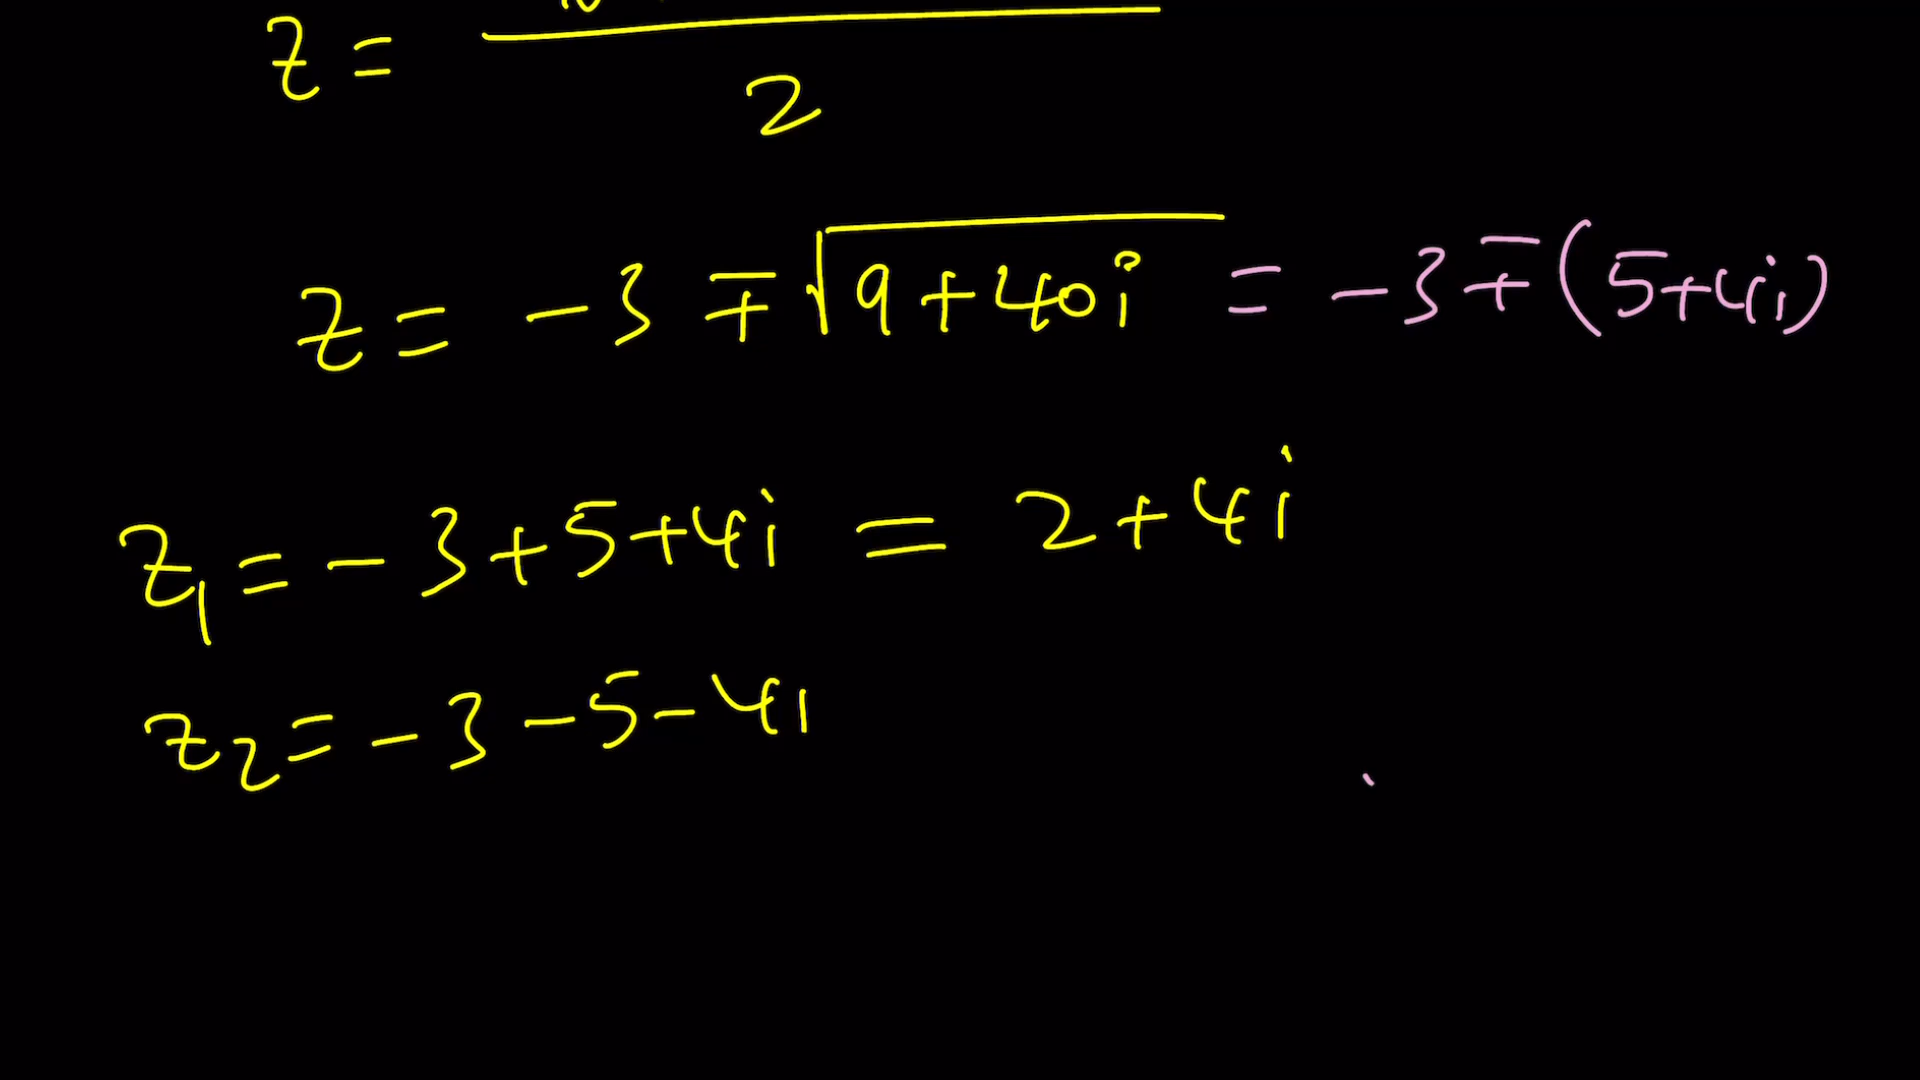 z = 2
z = -3 ∓ √9+40i = -3 ∓ (5+4i)
z₁ = -3+5+4i = 2+4i
z₂ = -3-5-4i